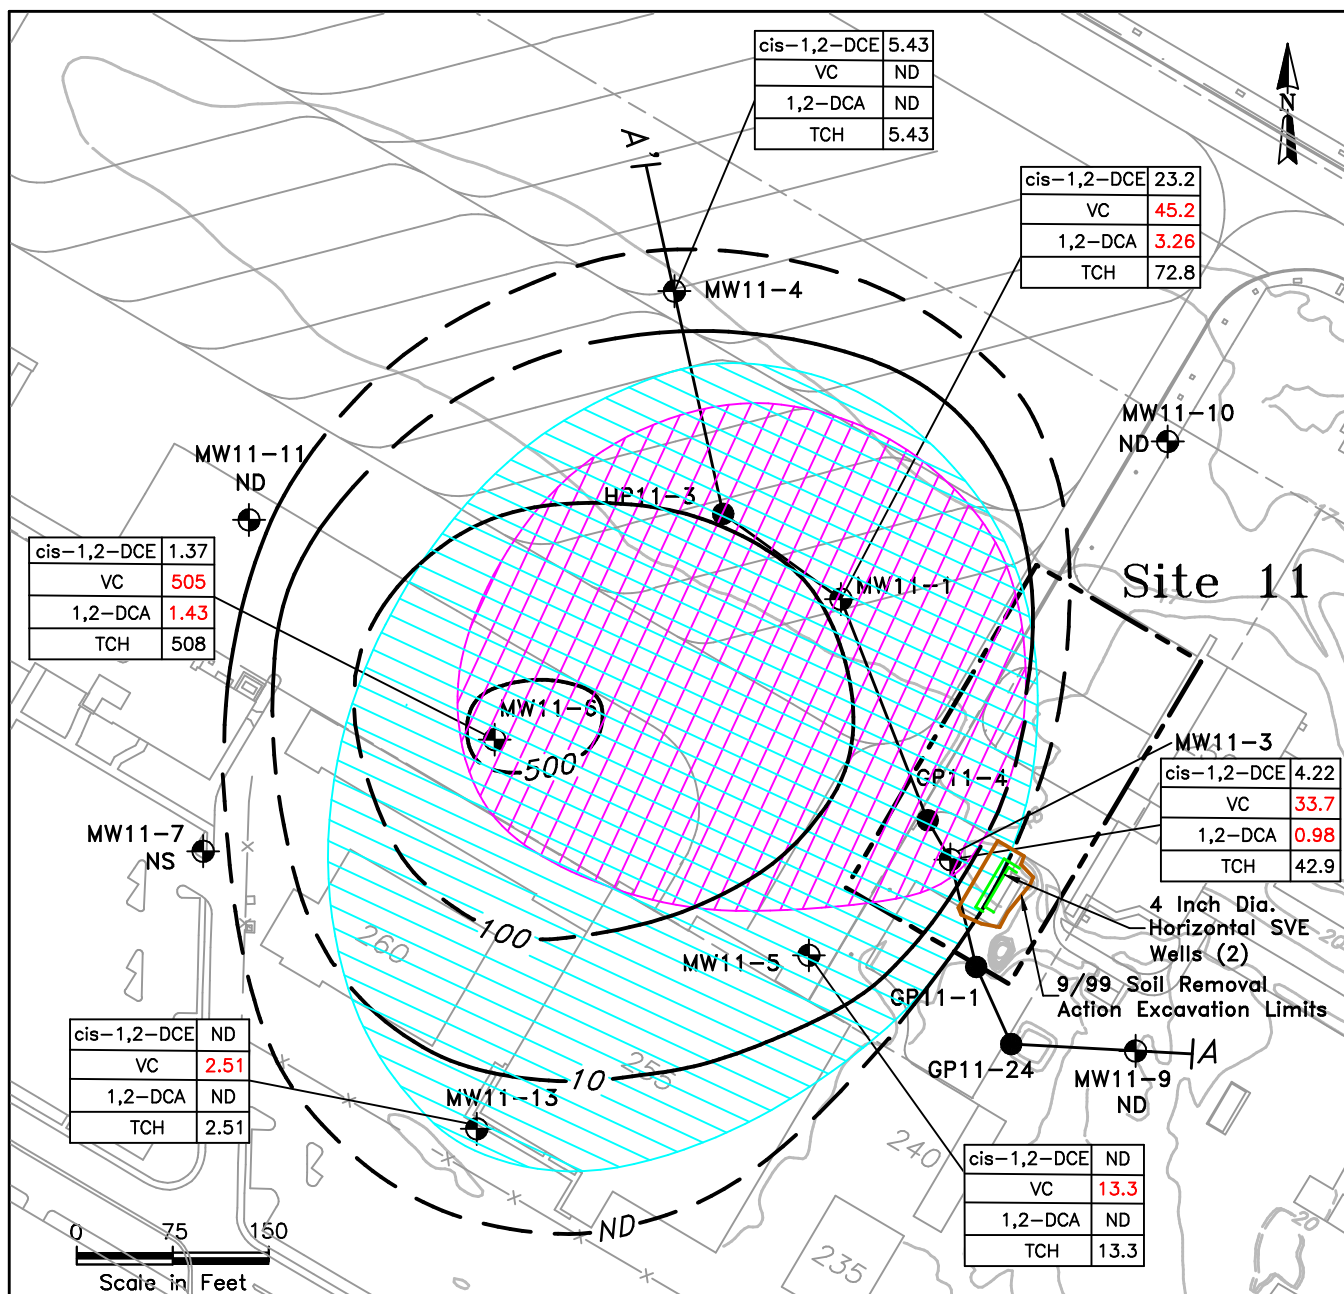 cis-1,2-DCE 5.43
VC ND
1,2-DCA ND
TCH 5.43
N
A'
cis-1,2-DCE 23.2
VC 45.2
1,2-DCA 3.26
TCH 72.8
MW11-4
MW11-10
ND
MW11-11
ND
HP11-3
cis-1,2-DCE 1.37
VC 505
1,2-DCA 1.43
TCH 508
MW11-1
Site 11
MW11-6
500
MW11-3
cis-1,2-DCE 4.22
VC 33.7
1,2-DCA 0.98
TCH 42.9
GP11-4
MW11-7
NS
4 Inch Dia.
Horizontal SVE
Wells (2)
100
260
MW11-5
GP11-1
9/99 Soil Removal
Action Excavation Limits
20
cis-1,2-DCE ND
VC 2.51
1,2-DCA ND
TCH 2.51
10
255
GP11-24
A
MW11-9
ND
MW11-13
240
cis-1,2-DCE ND
VC 13.3
1,2-DCA ND
TCH 13.3
ND
20
235
0 75 150
Scale in Feet